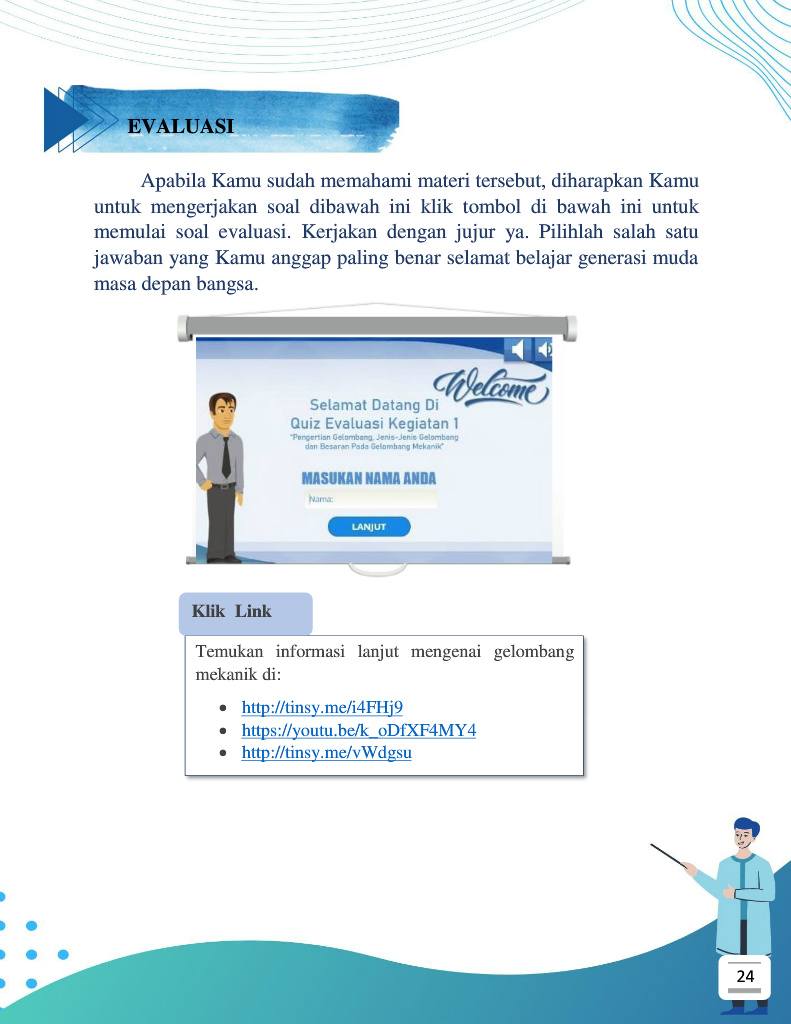 EVALUASI
Apabila Kamu sudah memahami materi tersebut, diharapkan Kamu
untuk mengerjakan soal dibawah ini klik tombol di bawah ini untuk
memulai soal evaluasi. Kerjakan dengan jujur ya. Pilihlah salah satu
jawaban yang Kamu anggap paling benar selamat belajar generasi muda
masa depan bangsa.
Welcome
Selamat Datang Di
Quiz Evaluasi Kegiatan 1
"Pengertian Gelombang, Jenis-Jenis Gelombang
dan Besaran Pada Gelombang Mekanik"
MASUKAN NAMA ANDA
Nama:
LANJUT
Klik Link
Temukan informasi lanjut mengenai gelombang
mekanik di:
• http://tinsy.me/i4FHj9
• https://youtu.be/k_oDfXF4MY4
• http://tinsy.me/vWdgsu
24